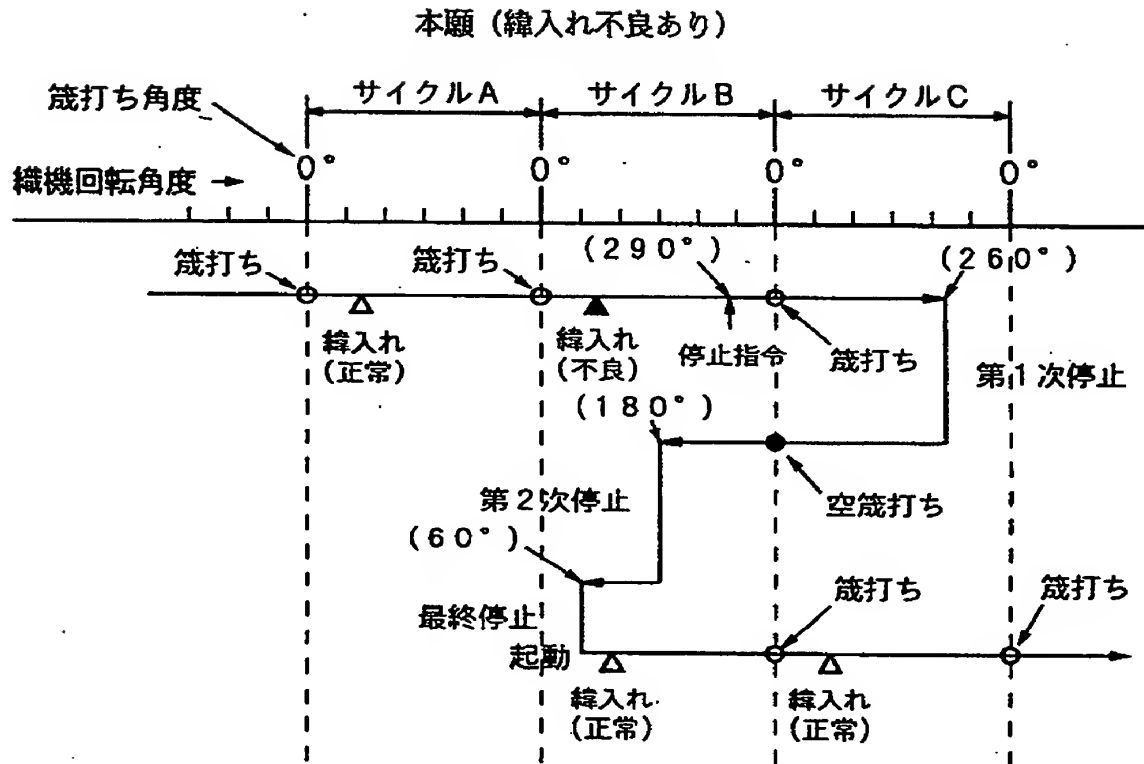 本願(緯入れ不良あり)
サイクルA
サイクルB
サイクルC
筬打ち角度
0°
0°
0°
0°
織機回転角度 →
筬打ち
筬打ち
(290°)
(260°)
緯入れ
(正常)
緯入れ
(不良)
停止指令
筬打ち
第1次停止
(180°)
第2次停止
空筬打ち
(60°)
筬打ち
筬打ち
最終停止
起動
緯入れ
(正常)
緯入れ
(正常)